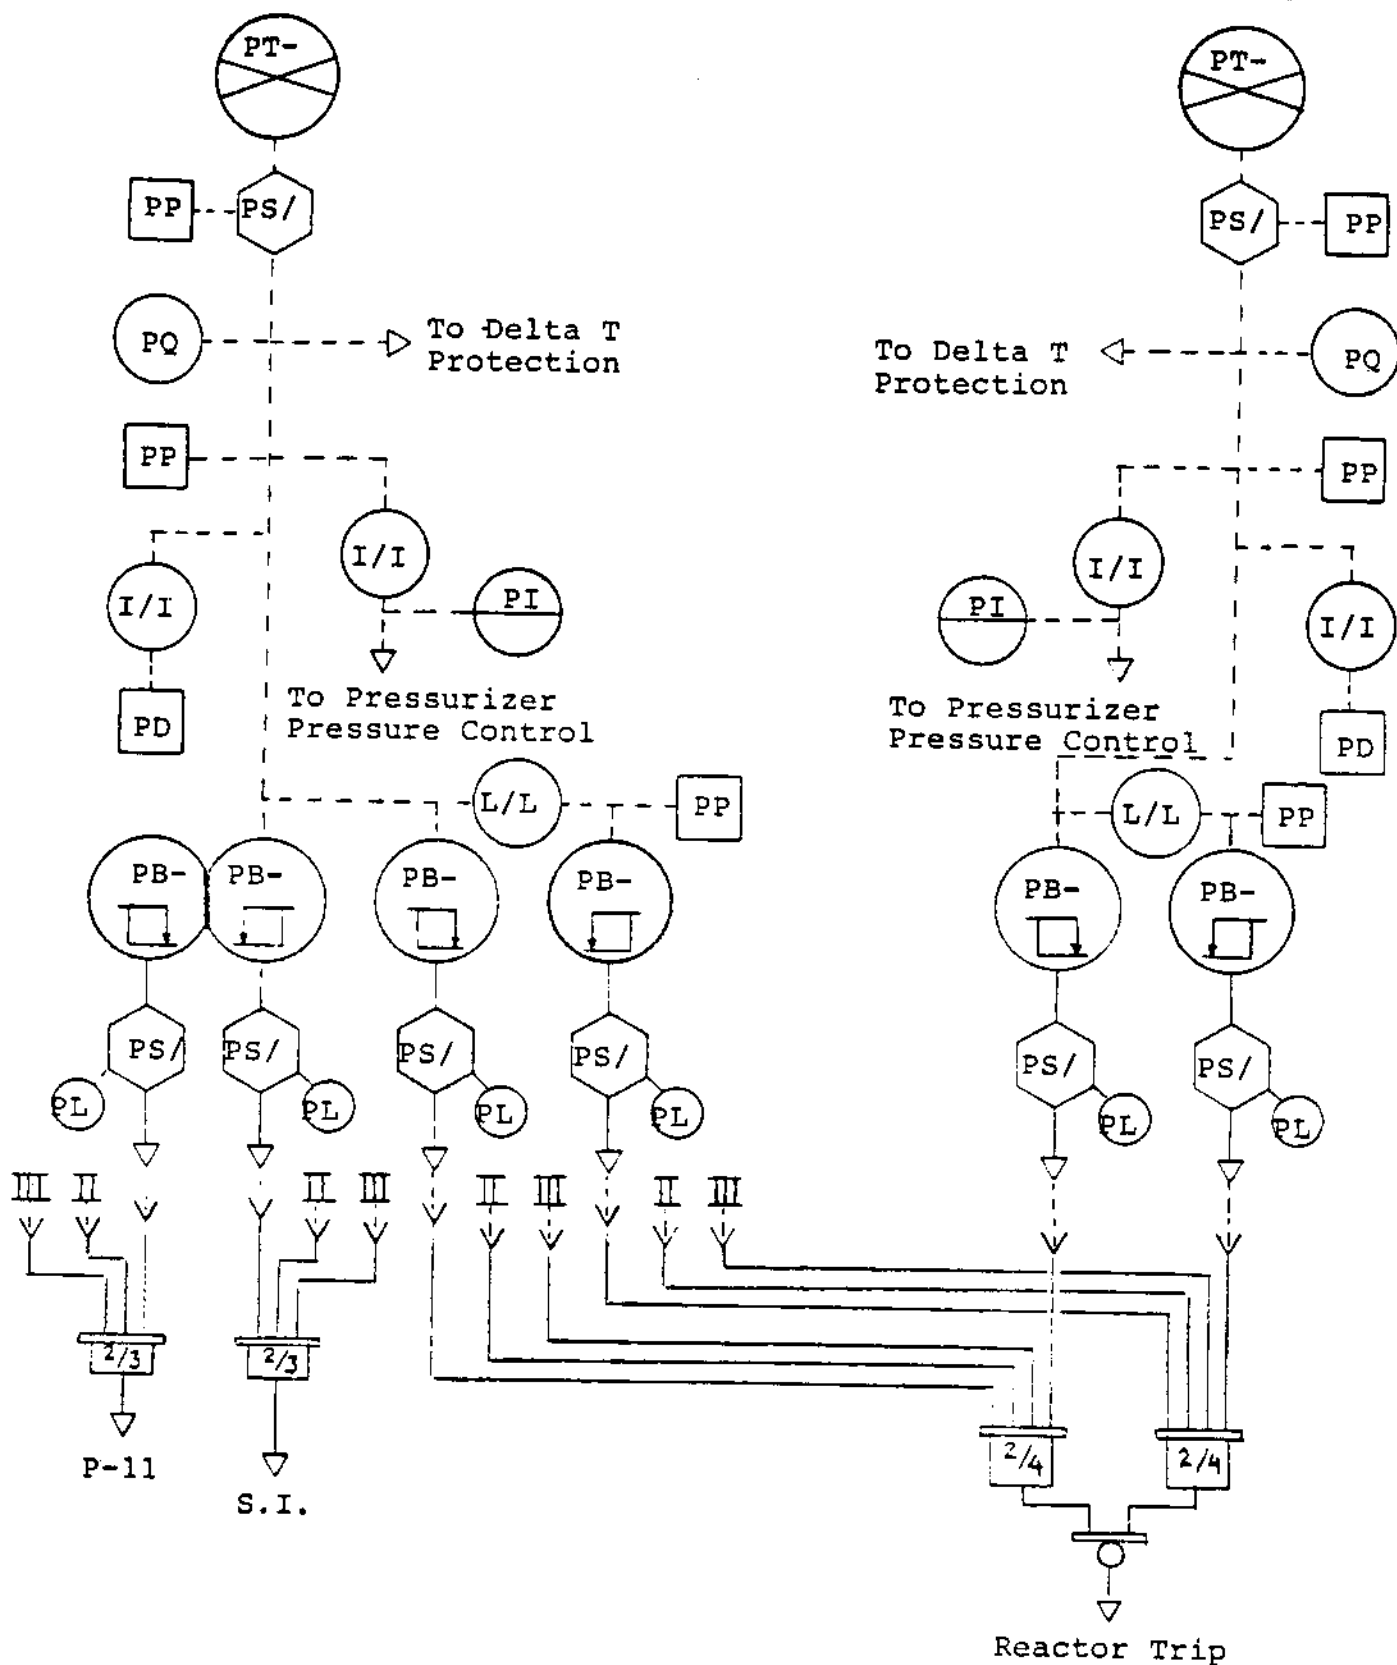 PT-
PT-
PP
PS/
PS/
PP
PQ
To Delta T
Protection
To Delta T
Protection
PQ
PP
PP
I/I
I/I
I/I
PI
PI
I/I
To Pressurizer
Pressure Control
To Pressurizer
Pressure Control
PD
PD
L/L
PP
L/L
PP
PB-
PB-
PB-
PB-
PB-
PB-
PS/
PS/
PS/
PS/
PS/
PS/
PL
PL
PL
PL
PL
PL
III
II
II
III
II
III
II
III
2/3
2/3
2/4
2/4
P-11
S.I.
Reactor Trip